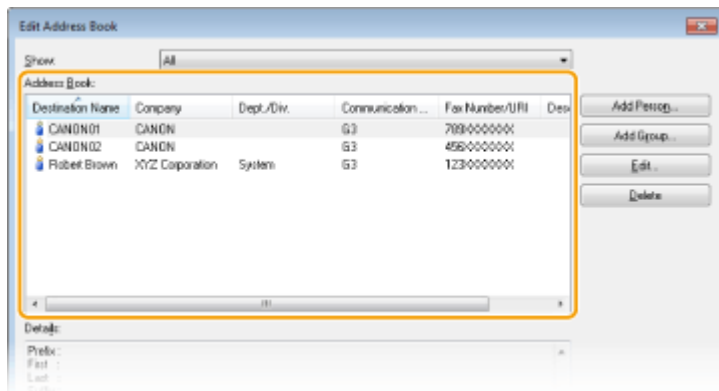 Edit Address Book
Show: All
Address Book:
Destination Name Company Dept./Div. Communication ... Fax Number/URI Des
CANON01 CANON G3 789XXXXXXX
CANON02 CANON G3 456XXXXXXX
Robert Brown XYZ Corporation System G3 123XXXXXXX
Add Person...
Add Group...
Edit...
Delete
Details:
Prefix :
First :
Last :